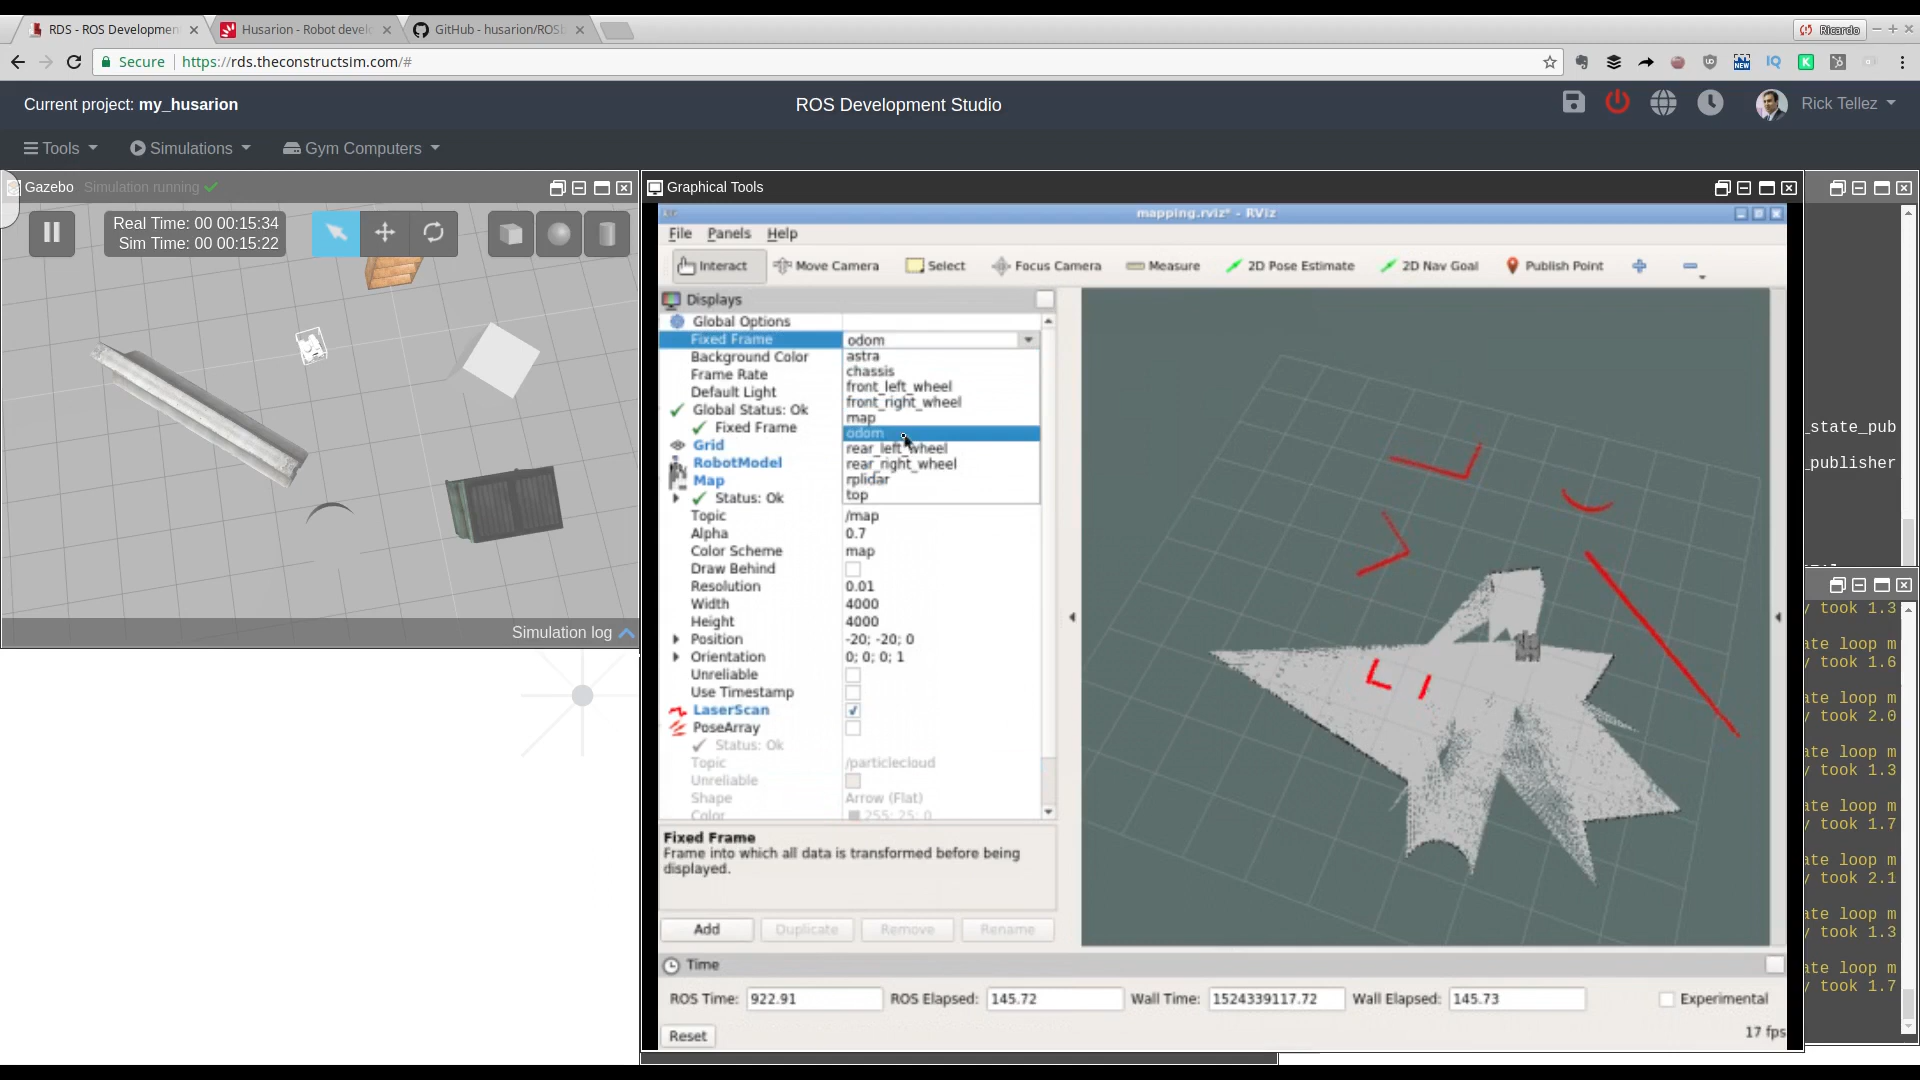 RDS - ROS Developmen
Husarion - Robot devel
GitHub - husarion/ROSb
Ricardo
Secure
https://rds.theconstructsim.com/#
NEW
IQ
K
Current project: my_husarion
ROS Development Studio
Rick Tellez
Tools
Simulations
Gym Computers
Gazebo
Simulation running
Real Time: 00 00:15:34
Sim Time: 00 00:15:22
Simulation log
Graphical Tools
mapping.rviz* - RViz
File
Panels
Help
Interact
Move Camera
Select
Focus Camera
Measure
2D Pose Estimate
2D Nav Goal
Publish Point
Displays
Global Options
Fixed Frame
odom
Background Color
astra
Frame Rate
chassis
Default Light
front_left_wheel
Global Status: Ok
front_right_wheel
Fixed Frame
map
Grid
odom
RobotModel
rear_left_wheel
Map
rear_right_wheel
Status: Ok
rplidar
top
Topic
/map
Alpha
0.7
Color Scheme
map
Draw Behind
Resolution
0.01
Width
4000
Height
4000
Position
-20; -20; 0
Orientation
0; 0; 0; 1
Unreliable
Use Timestamp
LaserScan
PoseArray
Status: Ok
Topic
/particlecloud
Unreliable
Shape
Arrow (Flat)
Color
255; 25; 0
Fixed Frame
Frame into which all data is transformed before being
displayed.
Add
Duplicate
Remove
Rename
Time
ROS Time:
922.91
ROS Elapsed:
145.72
Wall Time:
1524339117.72
Wall Elapsed:
145.73
Experimental
Reset
17 fps
_state_pub
_publisher
y took 1.3
ate loop m
y took 1.6
ate loop m
y took 2.0
ate loop m
y took 1.3
ate loop m
y took 1.7
ate loop m
y took 2.1
ate loop m
y took 1.3
ate loop m
y took 1.7